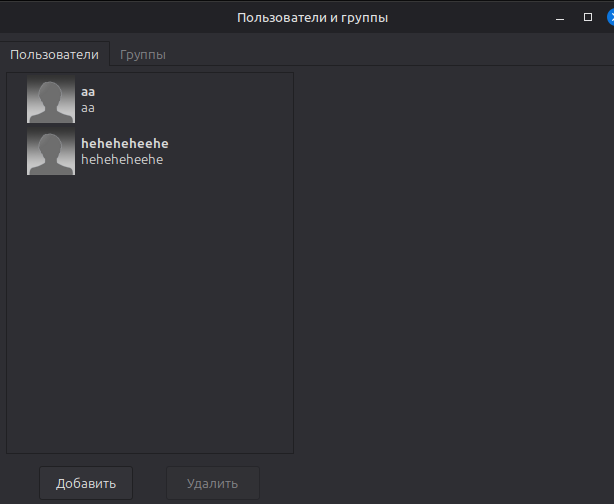 Пользователи и группы
Пользователи Группы
aa
aa
heheheheehe
heheheheehe
Добавить Удалить